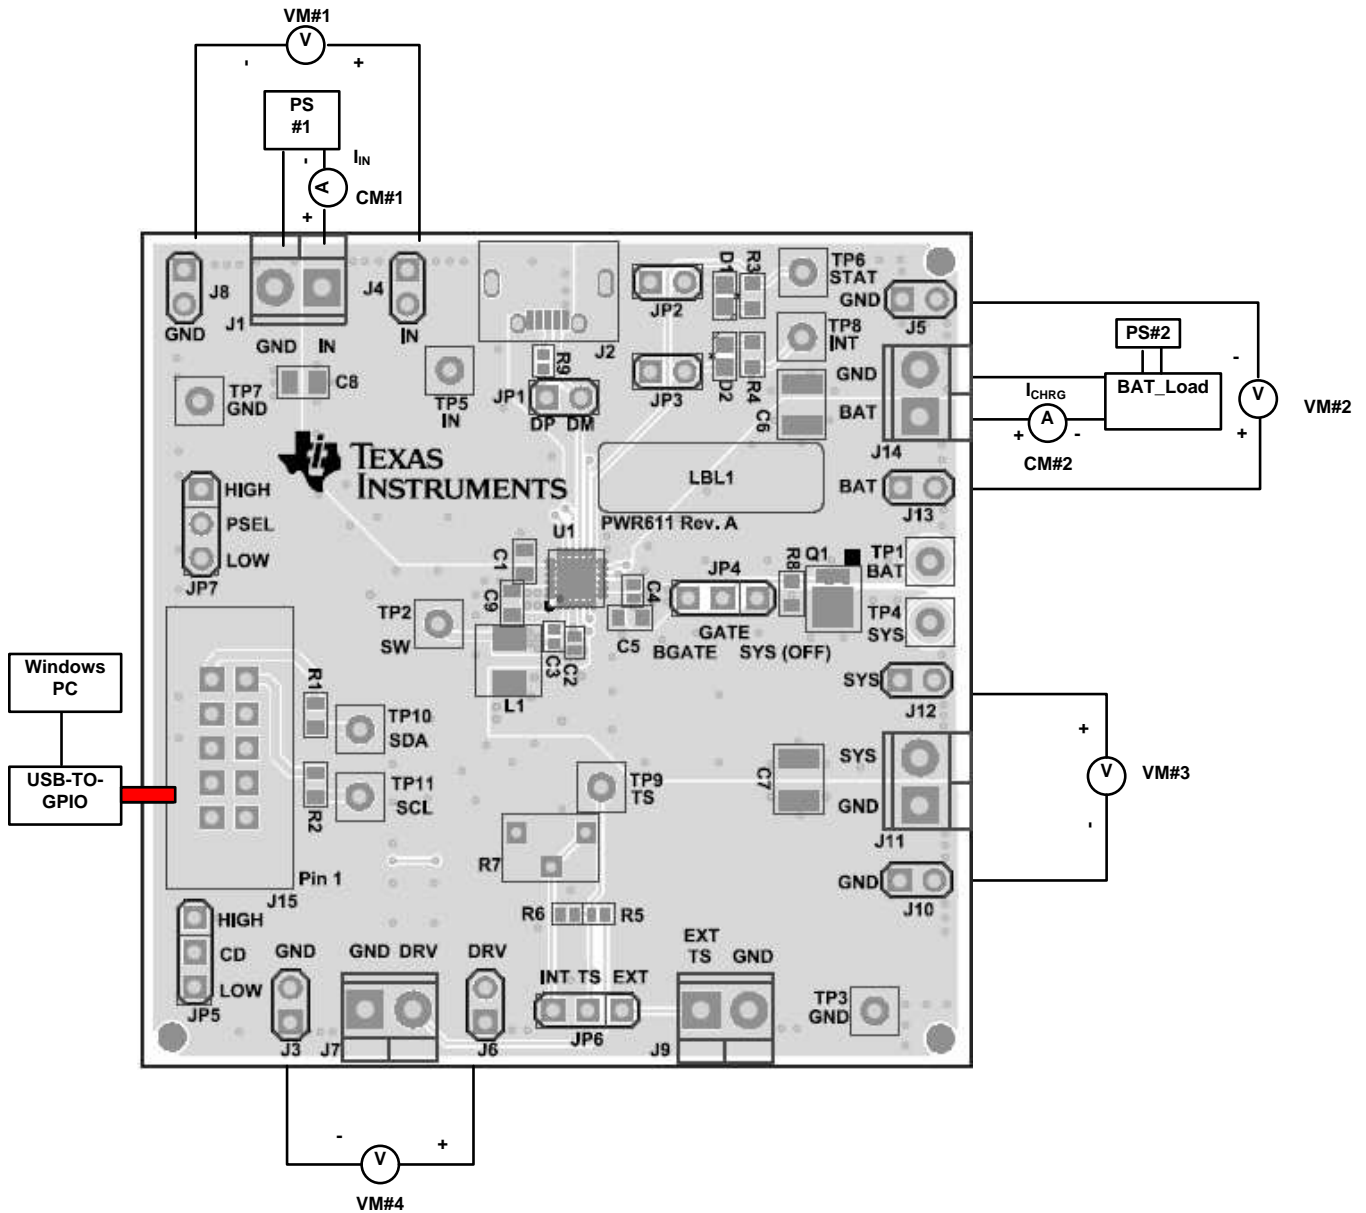 VM#1
V
- +
PS
#1
-
I_IN
A
CM#1
+
J8
GND
J1
GND IN
J4
IN
C8
TP7
GND
TP5
IN
J2
R9
JP1
DP DM
JP2
JP3
D1
R3
D2
R4
TP6
STAT
TP8
INT
C6
GND
J5
GND
BAT
J14
BAT
J13
PS#2
BAT_Load
I_CHRG
A
+ -
CM#2
-
V
+
VM#2
TEXAS
INSTRUMENTS
LBL1
PWR611 Rev. A
U1
HIGH
PSEL
LOW
JP7
C1
C9
C4
C5
C3
C2
L1
TP2
SW
JP4
GATE
BGATE SYS (OFF)
R8
Q1
TP1
BAT
TP4
SYS
SYS
J12
SYS
GND
J11
GND
J10
+
V
-
VM#3
Windows
PC
USB-TO-
GPIO
R1
TP10
SDA
R2
TP11
SCL
Pin 1
J15
TP9
TS
C7
R7
R6
R5
HIGH
CD
LOW
JP5
GND
J3
GND DRV
J7
DRV
J6
INT TS EXT
JP6
EXT
TS GND
J9
TP3
GND
- +
V
VM#4